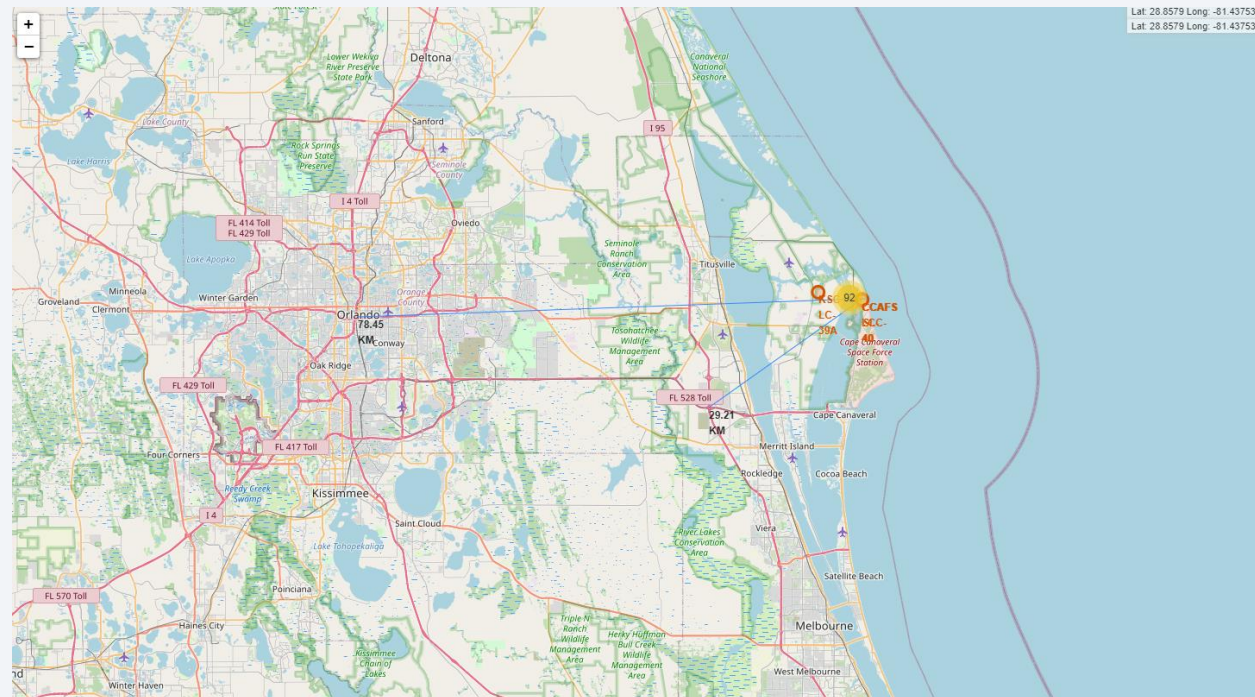 +
−
Lat: 28.8579 Long: -81.43753
Lat: 28.8579 Long: -81.43753
Lower Wekiva
River Preserve
State Park
Deltona
Canaveral
National
Seashore
Lake County
Sanford
I 95
Lake Harris
Rock Springs
Run State
Preserve
Seminole
County
I 4 Toll
FL 414 Toll
FL 429 Toll
Oviedo
Lake Apopka
Seminole
Ranch
Conservation
Area
Titusville
Minneola
Groveland
Clermont
Winter Garden
Orange
County
Orlando
78.45
KM
Conway
92
LC-
39A
CCAFS
SLC-
40
Cape Canaveral
Space Force
Station
Tosohatchee
Wildlife
Management
Area
Oak Ridge
FL 429 Toll
FL 528 Toll
29.21
KM
Cape Canaveral
Four Corners
FL 417 Toll
Merritt Island
Rockledge
Cocoa Beach
Reedy Creek
Swamp
Kissimmee
I 4
Saint Cloud
Viera
Lake Tohopekaliga
River Lakes
Conservation
Area
Satellite Beach
Poinciana
FL 570 Toll
Haines City
Triple N
Ranch
Wildlife
Management
Area
Herky Huffman
Bull Creek
Wildlife
Management
Area
Melbourne
Kissimmee
Chain of
Lakes
West Melbourne
Winter Haven